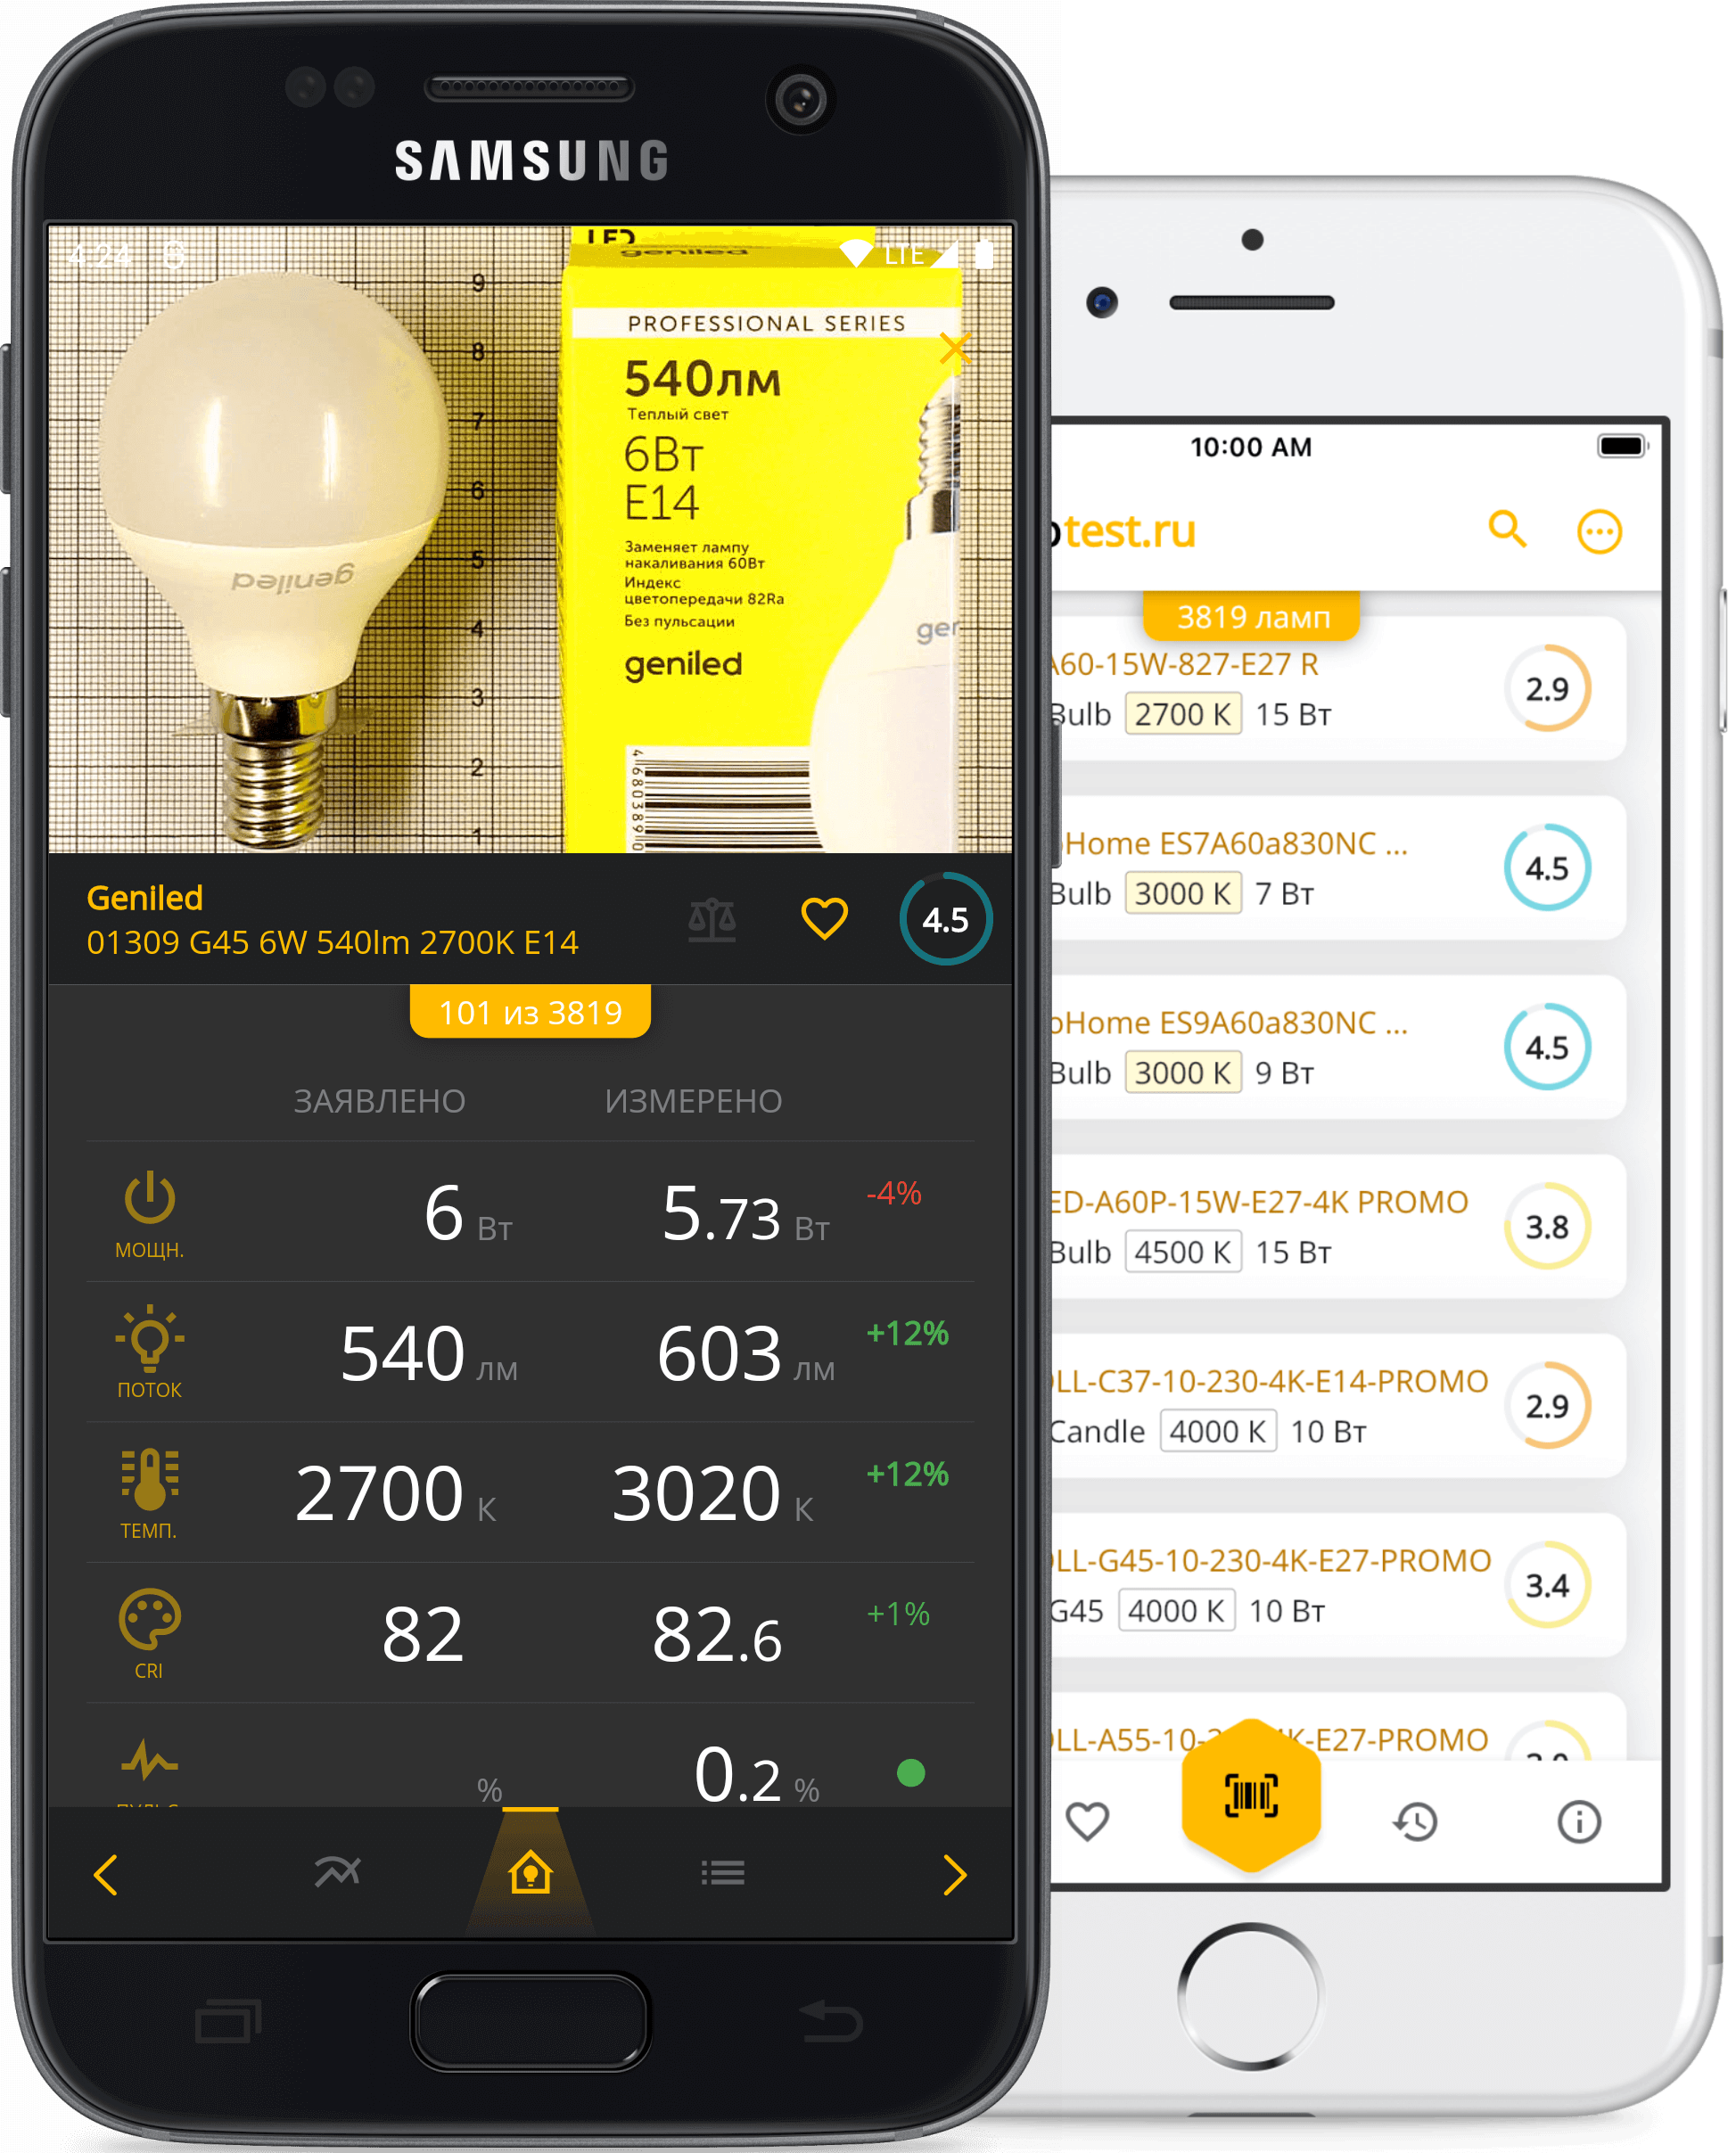 SAMSUNG
4:24
LTE
LED
geniled
PROFESSIONAL SERIES
540лм
Теплый свет
6Вт
E14
Заменяет лампу
накаливания 60Вт
Индекс
цветопередачи 82Ra
Без пульсации
geniled
geniled
ger
9
8
7
6
5
4
3
2
1
4680389
Geniled
01309 G45 6W 540lm 2700K E14
4.5
101 из 3819
ЗАЯВЛЕНО ИЗМЕРЕНО
МОЩН. 6 Вт 5.73 Вт -4%
ПОТОК 540 лм 603 лм +12%
ТЕМП. 2700 К 3020 К +12%
CRI 82 82.6 +1%
% 0.2 %
10:00 AM
test.ru
3819 ламп
A60-15W-827-E27 R
Bulb 2700 К 15 Вт
2.9
Home ES7A60a830NC ...
Bulb 3000 К 7 Вт
4.5
oHome ES9A60a830NC ...
Bulb 3000 К 9 Вт
4.5
ED-A60P-15W-E27-4K PROMO
Bulb 4500 К 15 Вт
3.8
LL-C37-10-230-4K-E14-PROMO
Candle 4000 К 10 Вт
2.9
LL-G45-10-230-4K-E27-PROMO
G45 4000 К 10 Вт
3.4
LL-A55-10- K-E27-PROMO